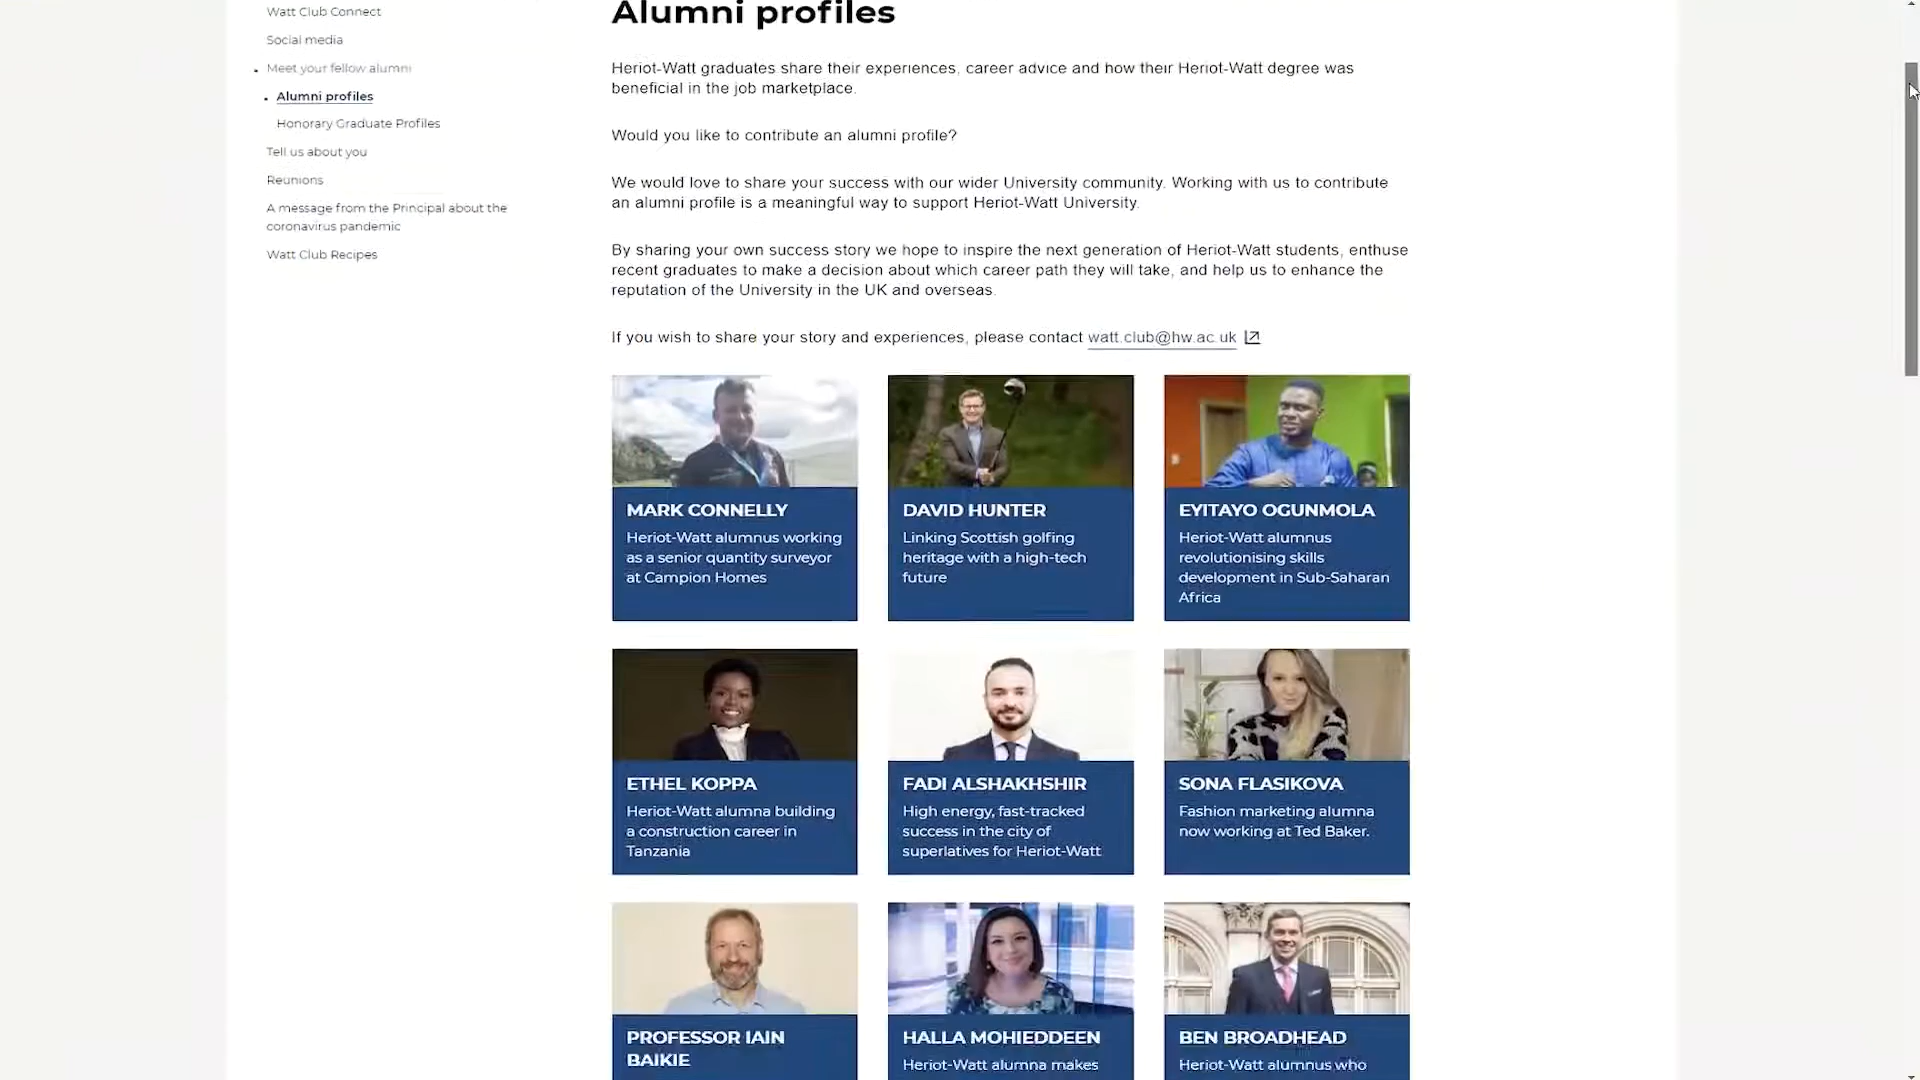 Watt Club Connect
Social media
Meet your fellow alumni
Alumni profiles
Honorary Graduate Profiles
Tell us about you
Reunions
A message from the Principal about the
coronavirus pandemic
Watt Club Recipes
Alumni profiles
Heriot-Watt graduates share their experiences, career advice and how their Heriot-Watt degree was
beneficial in the job marketplace.
Would you like to contribute an alumni profile?
We would love to share your success with our wider University community. Working with us to contribute
an alumni profile is a meaningful way to support Heriot-Watt University.
By sharing your own success story we hope to inspire the next generation of Heriot-Watt students, enthuse
recent graduates to make a decision about which career path they will take, and help us to enhance the
reputation of the University in the UK and overseas.
If you wish to share your story and experiences, please contact watt.club@hw.ac.uk
MARK CONNELLY
Heriot-Watt alumnus working
as a senior quantity surveyor
at Campion Homes
DAVID HUNTER
Linking Scottish golfing
heritage with a high-tech
future
EYITAYO OGUNMOLA
Heriot-Watt alumnus
revolutionising skills
development in Sub-Saharan
Africa
ETHEL KOPPA
Heriot-Watt alumna building
a construction career in
Tanzania
FADI ALSHAKHSHIR
High energy, fast-tracked
success in the city of
superlatives for Heriot-Watt
SONA FLASIKOVA
Fashion marketing alumna
now working at Ted Baker.
PROFESSOR IAIN
BAIKIE
HALLA MOHIEDDEEN
Heriot-Watt alumna makes
BEN BROADHEAD
Heriot-Watt alumnus who